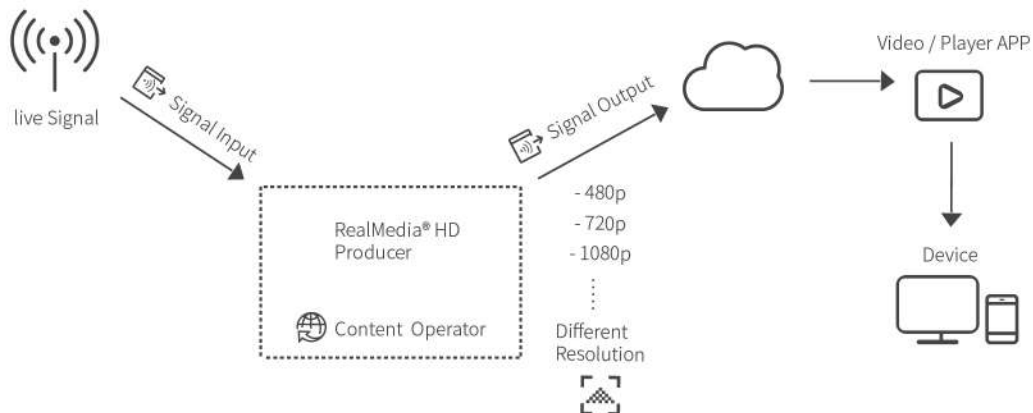 live Signal
Signal Input
RealMedia® HD
Producer
Content Operator
Signal Output
- 480p
- 720p
- 1080p
Different
Resolution
Video / Player APP
Device